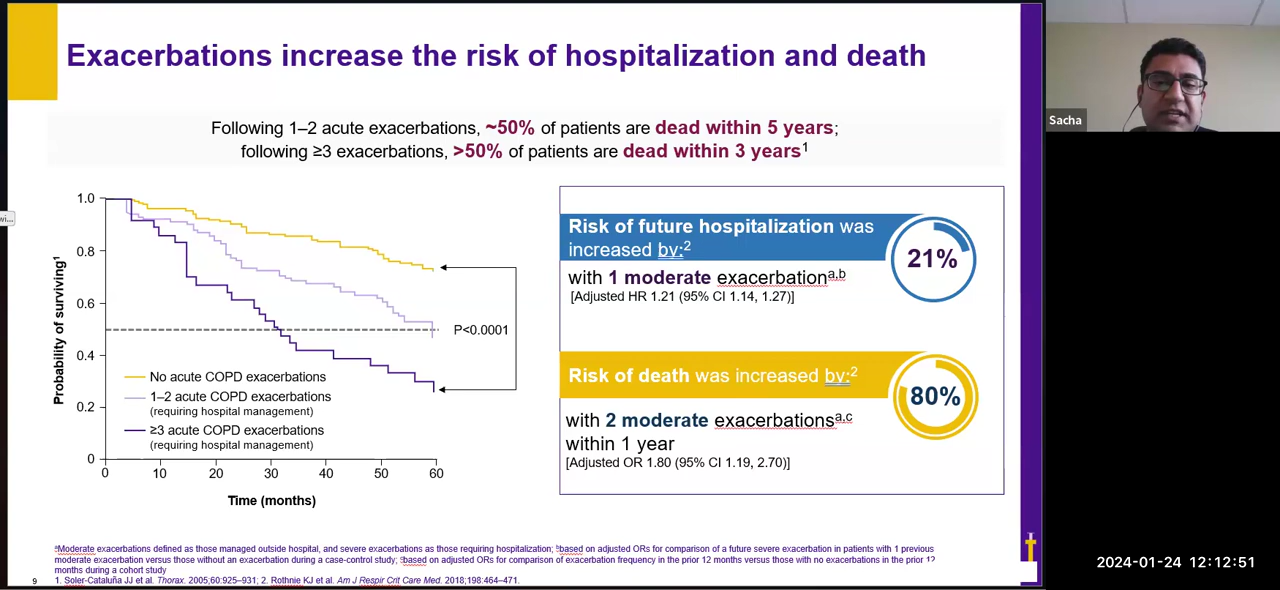 Exacerbations increase the risk of hospitalization and death
Following 1–2 acute exacerbations, ~50% of patients are dead within 5 years;
following ≥3 exacerbations, >50% of patients are dead within 3 years1
wi...
1.0
0.8
0.6
0.4
0.2
0
Probability of surviving1
0 10 20 30 40 50 60
Time (months)
P<0.0001
No acute COPD exacerbations
1–2 acute COPD exacerbations
(requiring hospital management)
≥3 acute COPD exacerbations
(requiring hospital management)
Risk of future hospitalization was
increased by:2
21%
with 1 moderate exacerbationa,b
[Adjusted HR 1.21 (95% CI 1.14, 1.27)]
Risk of death was increased by:2
80%
with 2 moderate exacerbationsa,c
within 1 year
[Adjusted OR 1.80 (95% CI 1.19, 2.70)]
aModerate exacerbations defined as those managed outside hospital, and severe exacerbations as those requiring hospitalization; bbased on adjusted ORs for comparison of a future severe exacerbation in patients with 1 previous
moderate exacerbation versus those without an exacerbation during a case-control study; cbased on adjusted ORs for comparison of exacerbation frequency in the prior 12 months versus those with no exacerbations in the prior 12
months during a cohort study
9
1. Soler-Cataluña JJ et al. Thorax. 2005;60:925–931; 2. Rothnie KJ et al. Am J Respir Crit Care Med. 2018;198:464–471.
Sacha
2024-01-24 12:12:51